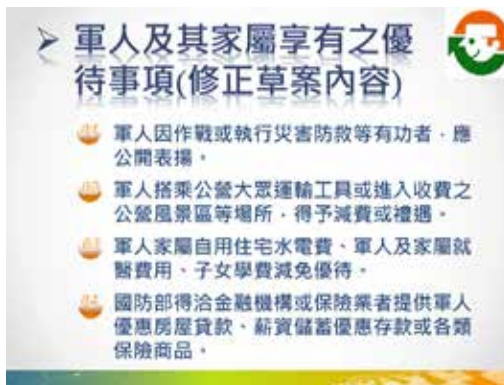 軍人及其家屬享有之優
待事項(修正草案內容)
軍人因作戰或執行災害防救等有功者，應
公開表揚。
軍人搭乘公營大眾運輸工具或進入收費之
公營風景區等場所，得予減費或禮遇。
軍人家屬自用住宅水電費、軍人及家屬就
醫費用、子女學費減免優待。
國防部得洽金融機構或保險業者提供軍人
優惠房屋貸款、薪資儲蓄優惠存款或各類
保險商品。